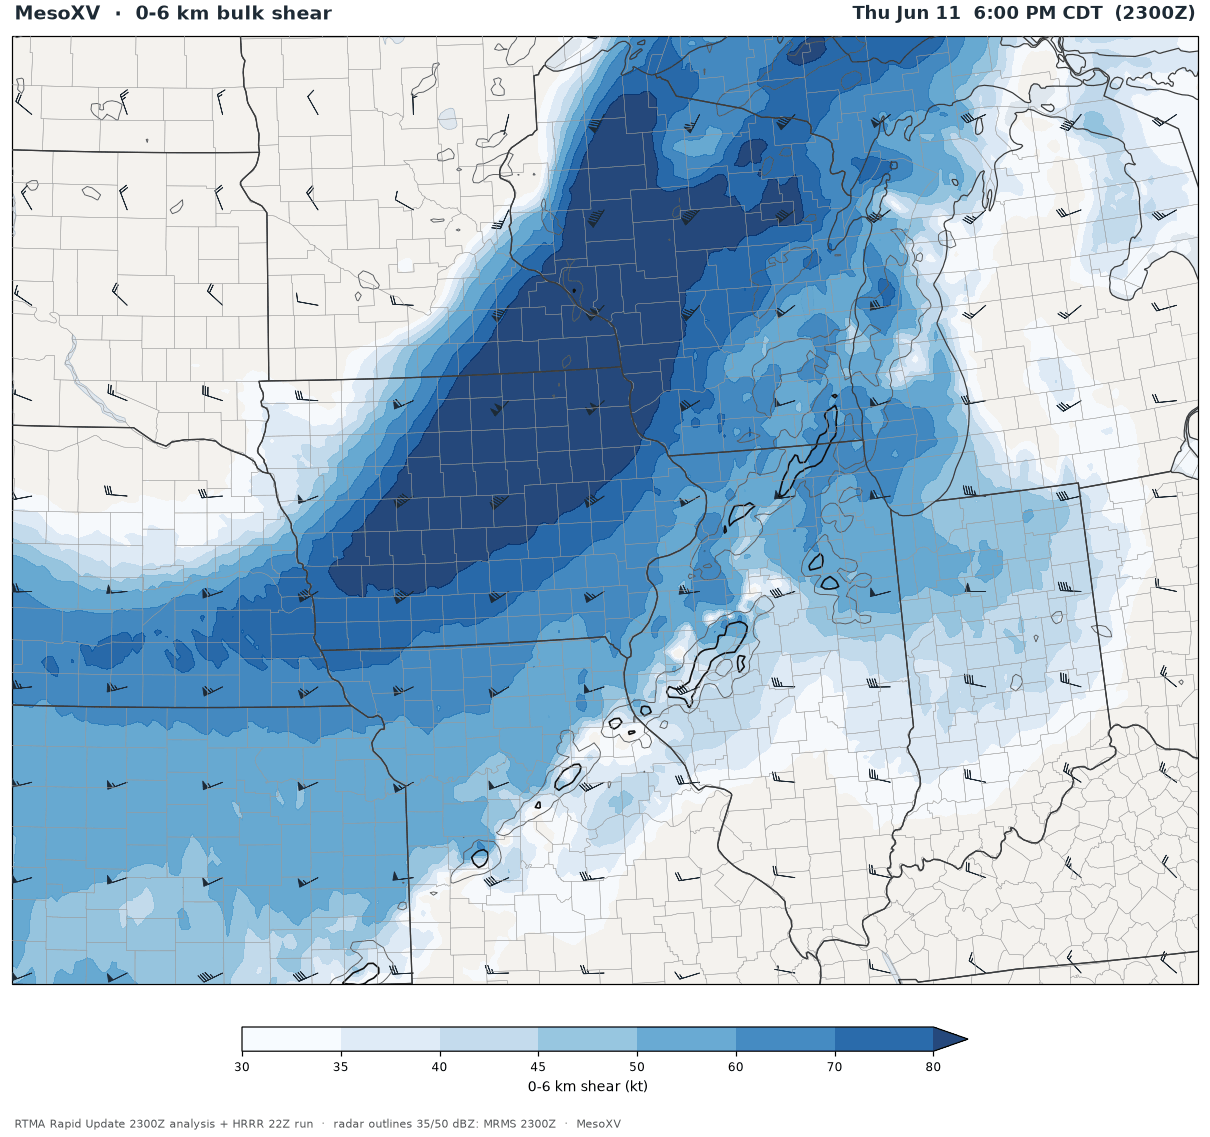 MesoXV · 0-6 km bulk shear
Thu Jun 11 6:00 PM CDT (2300Z)
30 35 40 45 50 60 70 80
0-6 km shear (kt)
RTMA Rapid Update 2300Z analysis + HRRR 22Z run · radar outlines 35/50 dBZ: MRMS 2300Z · MesoXV